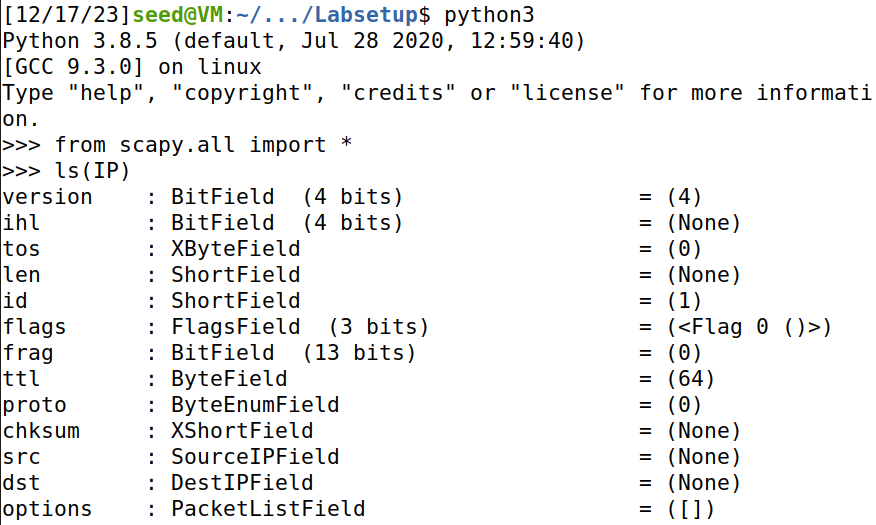 [12/17/23]seed@VM:~/.../Labsetup$ python3
Python 3.8.5 (default, Jul 28 2020, 12:59:40)
[GCC 9.3.0] on linux
Type "help", "copyright", "credits" or "license" for more informati
on.
>>> from scapy.all import *
>>> ls(IP)
version    : BitField  (4 bits)                  = (4)
ihl        : BitField  (4 bits)                  = (None)
tos        : XByteField                          = (0)
len        : ShortField                          = (None)
id         : ShortField                          = (1)
flags      : FlagsField  (3 bits)                = (<Flag 0 ()>)
frag       : BitField  (13 bits)                 = (0)
ttl        : ByteField                           = (64)
proto      : ByteEnumField                       = (0)
chksum     : XShortField                         = (None)
src        : SourceIPField                       = (None)
dst        : DestIPField                         = (None)
options    : PacketListField                     = ([])